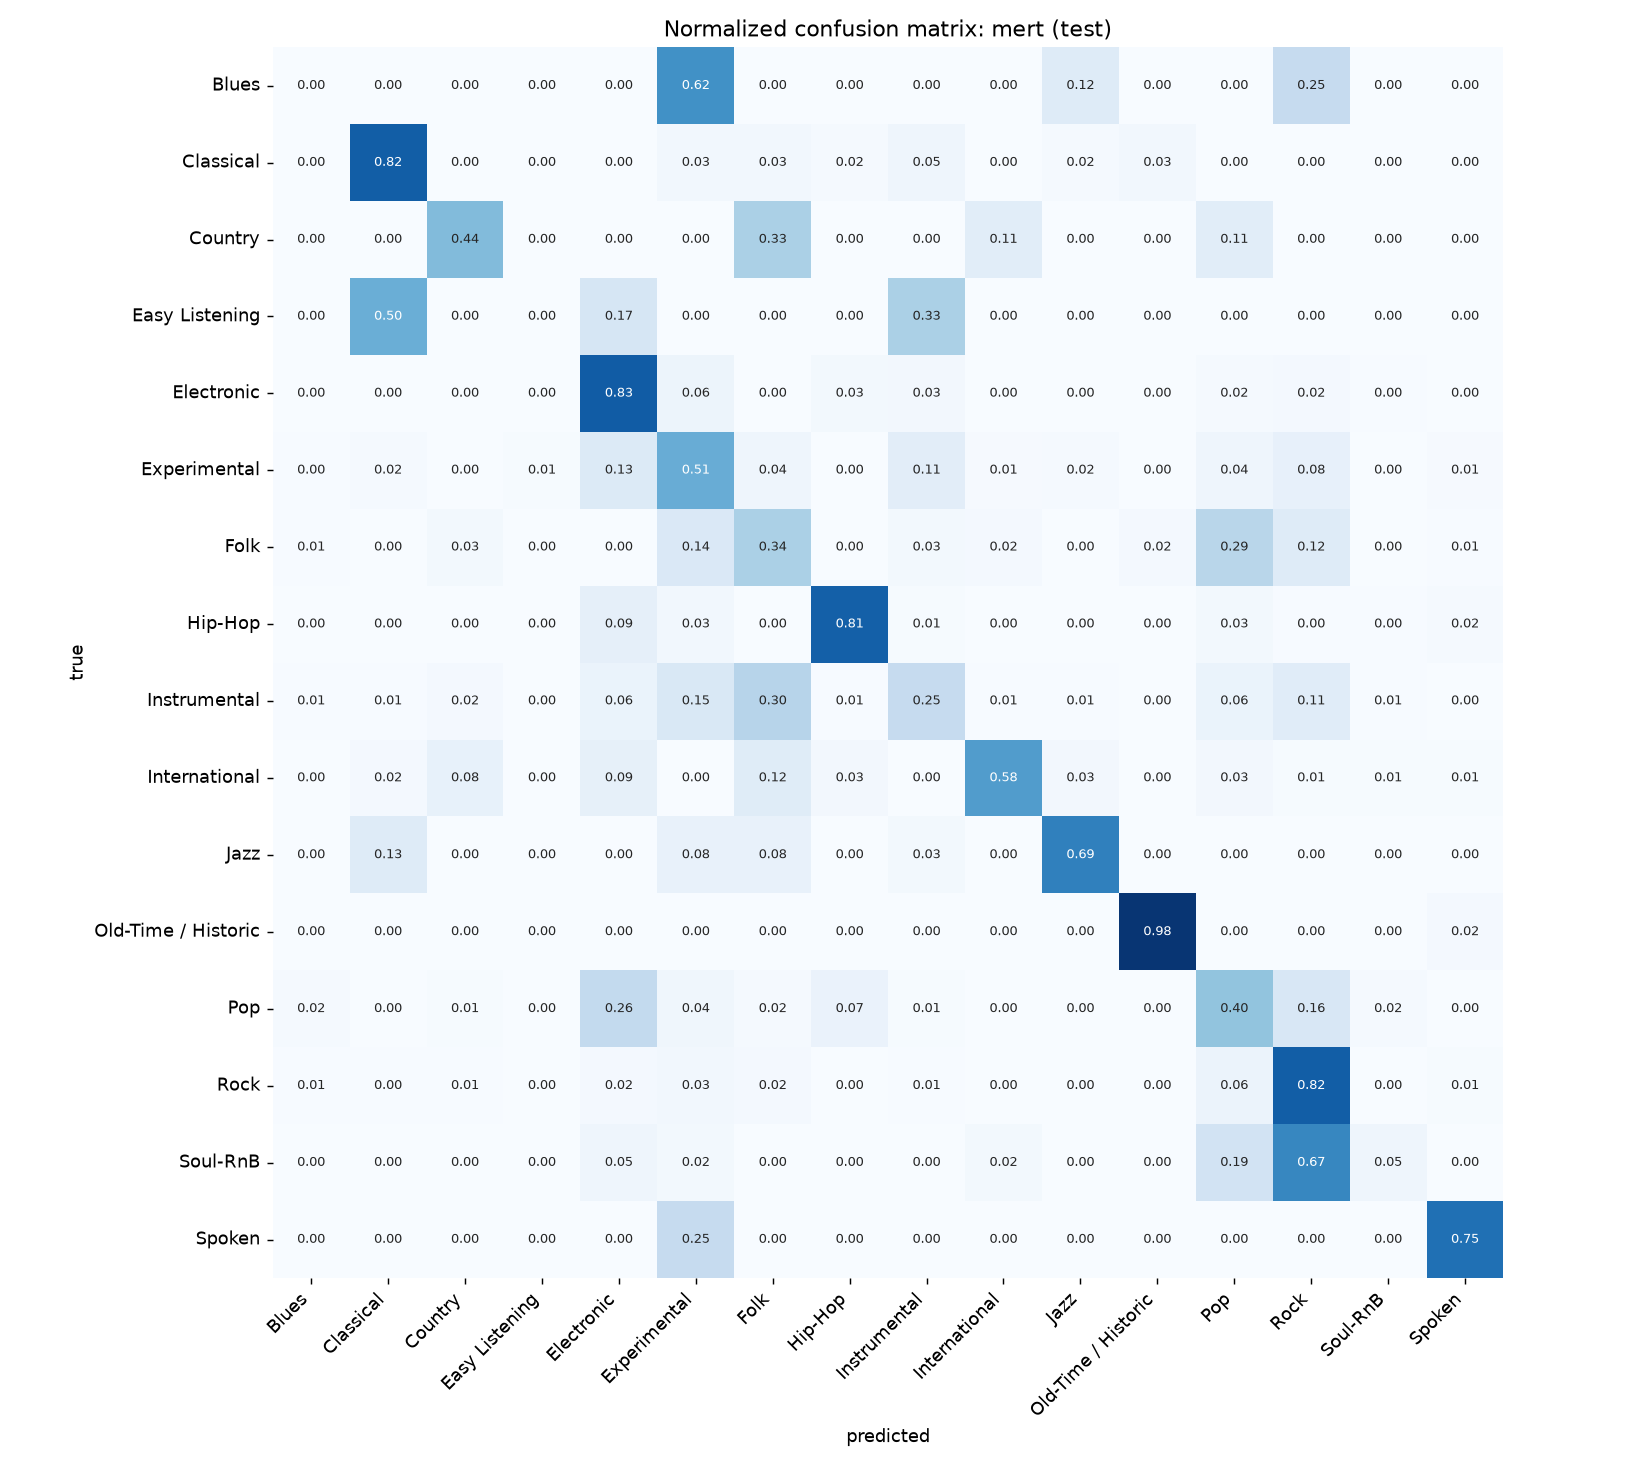 Normalized confusion matrix: mert (test)
Blues 0.00 0.00 0.00 0.00 0.00 0.62 0.00 0.00 0.00 0.00 0.12 0.00 0.00 0.25 0.00 0.00
Classical 0.00 0.82 0.00 0.00 0.00 0.03 0.03 0.02 0.05 0.00 0.02 0.03 0.00 0.00 0.00 0.00
Country 0.00 0.00 0.44 0.00 0.00 0.00 0.33 0.00 0.00 0.11 0.00 0.00 0.11 0.00 0.00 0.00
Easy Listening 0.00 0.50 0.00 0.00 0.17 0.00 0.00 0.00 0.33 0.00 0.00 0.00 0.00 0.00 0.00 0.00
Electronic 0.00 0.00 0.00 0.00 0.83 0.06 0.00 0.03 0.03 0.00 0.00 0.00 0.02 0.02 0.00 0.00
Experimental 0.00 0.02 0.00 0.01 0.13 0.51 0.04 0.00 0.11 0.01 0.02 0.00 0.04 0.08 0.00 0.01
Folk 0.01 0.00 0.03 0.00 0.00 0.14 0.34 0.00 0.03 0.02 0.00 0.02 0.29 0.12 0.00 0.01
Hip-Hop 0.00 0.00 0.00 0.00 0.09 0.03 0.00 0.81 0.01 0.00 0.00 0.00 0.03 0.00 0.00 0.02
true
Instrumental 0.01 0.01 0.02 0.00 0.06 0.15 0.30 0.01 0.25 0.01 0.01 0.00 0.06 0.11 0.01 0.00
International 0.00 0.02 0.08 0.00 0.09 0.00 0.12 0.03 0.00 0.58 0.03 0.00 0.03 0.01 0.01 0.01
Jazz 0.00 0.13 0.00 0.00 0.00 0.08 0.08 0.00 0.03 0.00 0.69 0.00 0.00 0.00 0.00 0.00
Old-Time / Historic 0.00 0.00 0.00 0.00 0.00 0.00 0.00 0.00 0.00 0.00 0.00 0.98 0.00 0.00 0.00 0.02
Pop 0.02 0.00 0.01 0.00 0.26 0.04 0.02 0.07 0.01 0.00 0.00 0.00 0.40 0.16 0.02 0.00
Rock 0.01 0.00 0.01 0.00 0.02 0.03 0.02 0.00 0.01 0.00 0.00 0.00 0.06 0.82 0.00 0.01
Soul-RnB 0.00 0.00 0.00 0.00 0.05 0.02 0.00 0.00 0.00 0.02 0.00 0.00 0.19 0.67 0.05 0.00
Spoken 0.00 0.00 0.00 0.00 0.00 0.25 0.00 0.00 0.00 0.00 0.00 0.00 0.00 0.00 0.00 0.75
Blues Classical Country Easy Listening Electronic Experimental Folk Hip-Hop Instrumental International Jazz Old-Time / Historic Pop Rock Soul-RnB Spoken
predicted